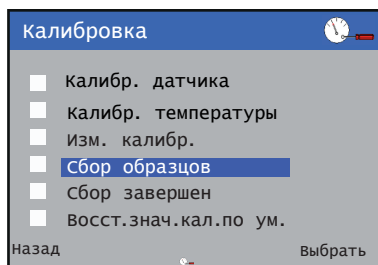 Калибровка
Калибр. датчика
Калибр. температуры
Изм. калибр.
Сбор образцов
Сбор завершен
Восст.знач.кал.по ум.
Назад Выбрать